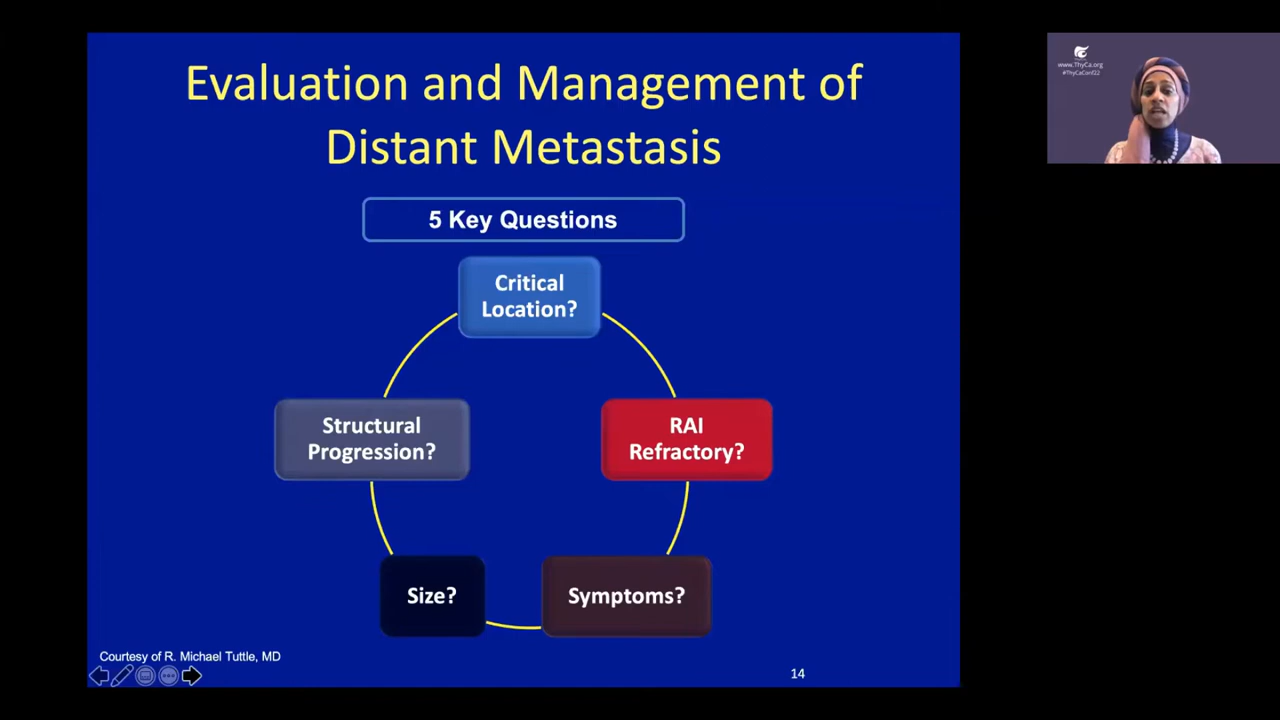 Evaluation and Management of
Distant Metastasis
5 Key Questions
Critical
Location?
Structural
Progression?
RAI
Refractory?
Size?
Symptoms?
Courtesy of R. Michael Tuttle, MD
14
www.ThyCa.org
#ThyCaConf22